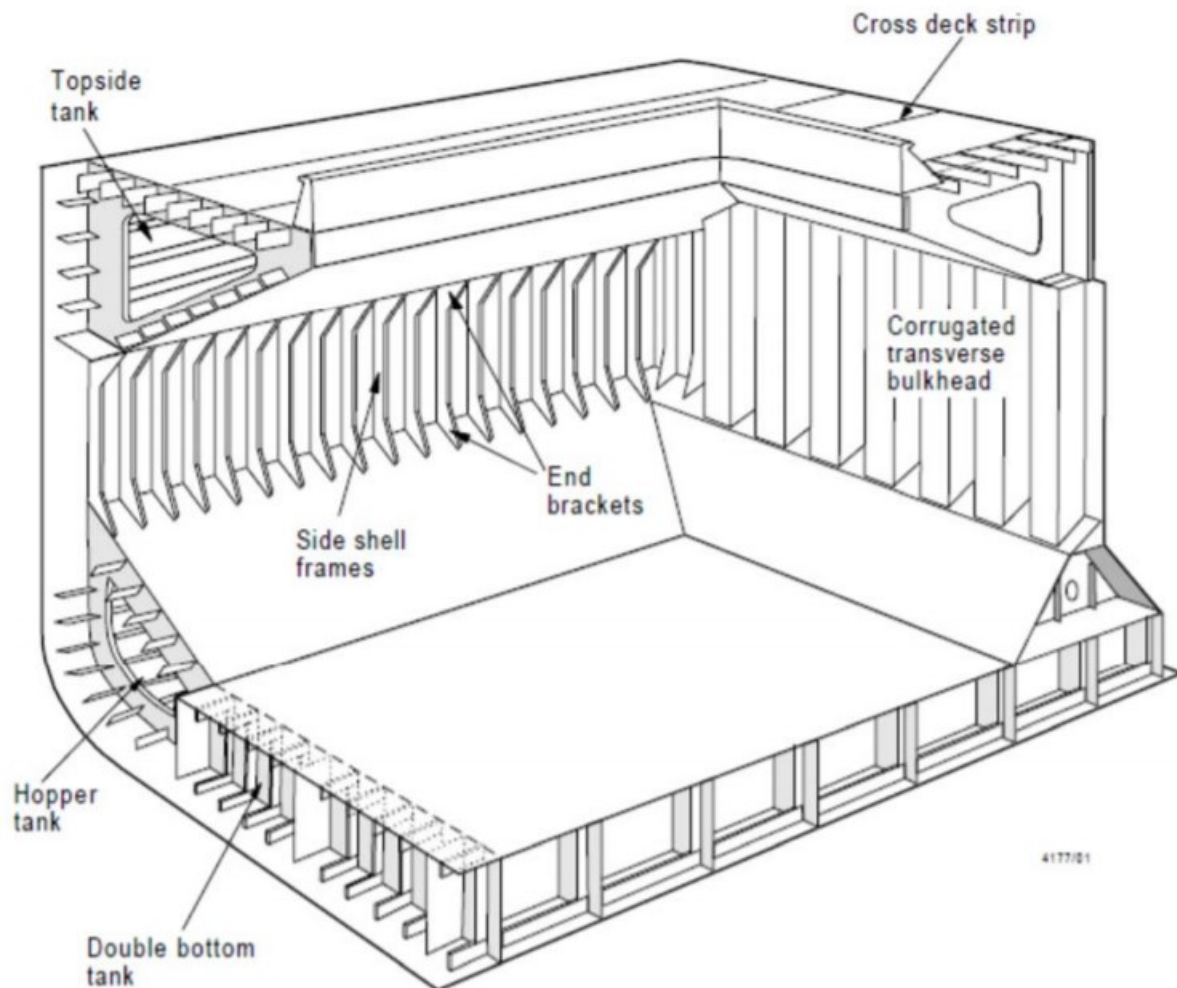 Cross deck strip
Topside
tank
Corrugated
transverse
bulkhead
End
brackets
Side shell
frames
Hopper
tank
4177/01
Double bottom
tank